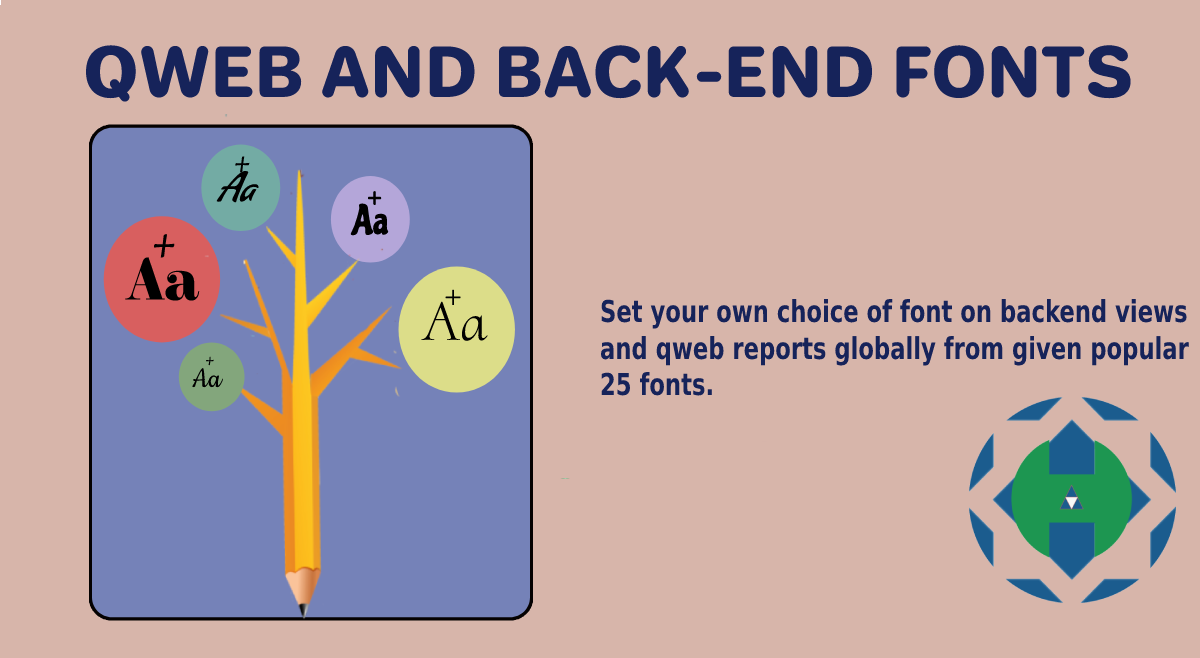 QWEB AND BACK-END FONTS
+
Aa
+
Aa
+
Aa
+
Aa
+
Aa
Set your own choice of font on backend views
and qweb reports globally from given popular
25 fonts.